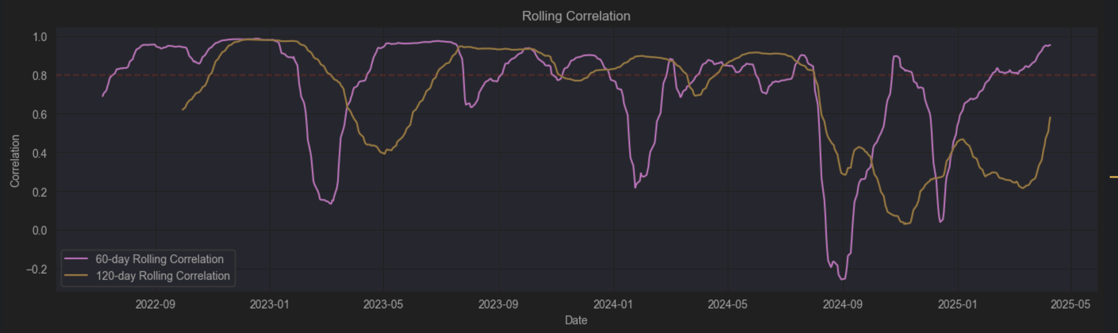 Rolling Correlation
1.0
0.8
0.6
0.4
0.2
0.0
−0.2
Correlation
60-day Rolling Correlation
120-day Rolling Correlation
2022-09 2023-01 2023-05 2023-09 2024-01 2024-05 2024-09 2025-01 2025-05
Date